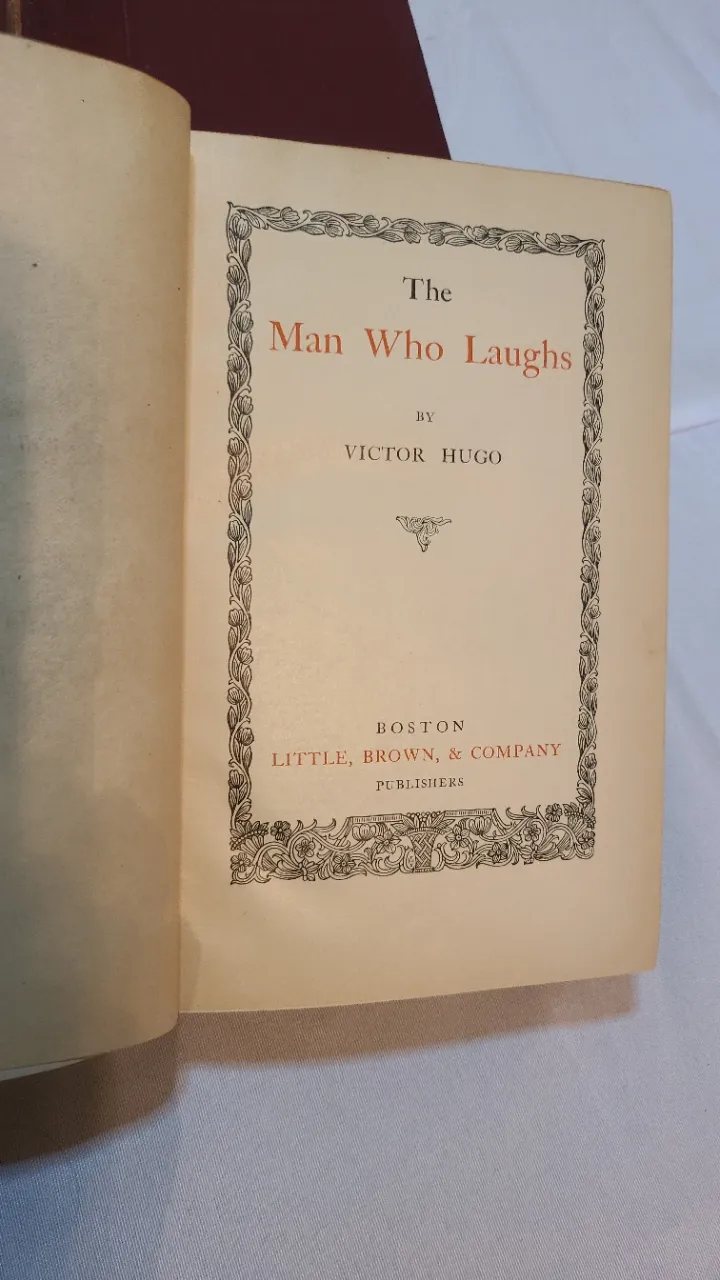 The
Man Who Laughs
BY
VICTOR HUGO
BOSTON
LITTLE, BROWN, & COMPANY
PUBLISHERS